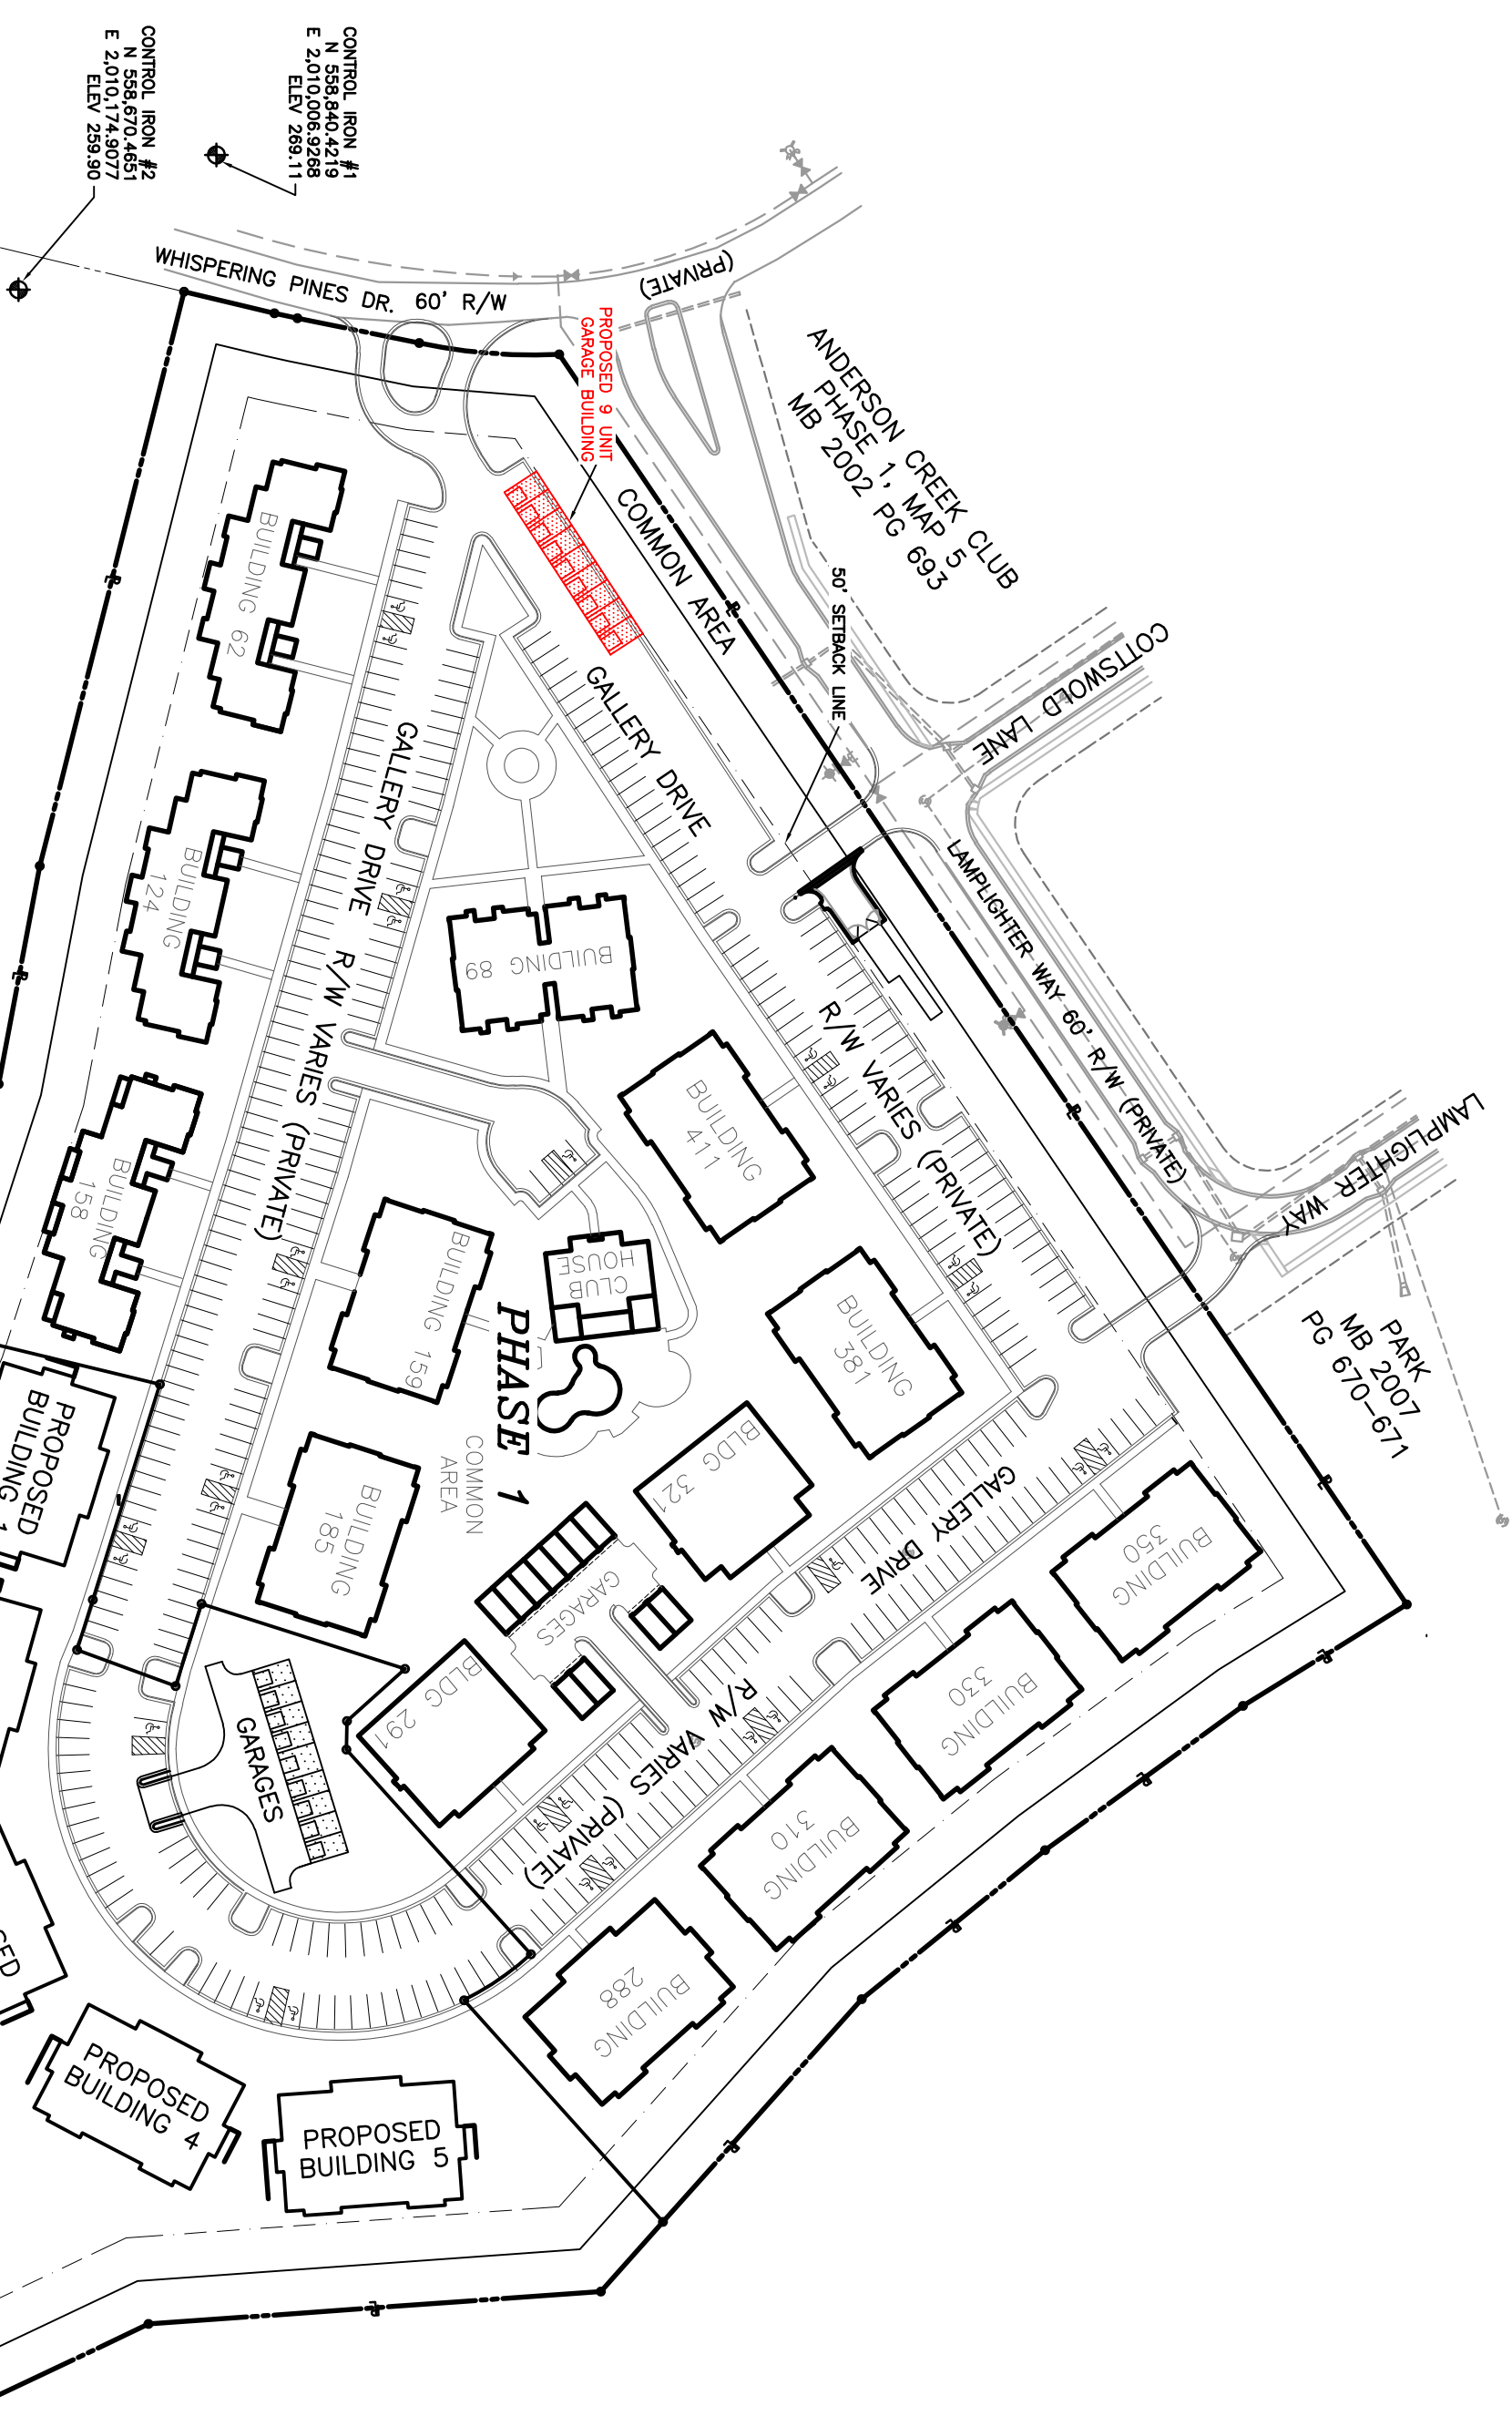 CONTROL IRON #1
N 558,840.4219
E 2,010,006.9268
ELEV 269.11
CONTROL IRON #2
N 558,670.4651
E 2,010,174.9077
ELEV 259.90
WHISPERING PINES DR. 60' R/W
(PRIVATE)
PROPOSED 9 UNIT
GARAGE BUILDING
ANDERSON CREEK CLUB
PHASE 1, MAP 5
MB 2002 PG 693
COMMON AREA
50' SETBACK LINE
COTTSWOLD LANE
LAMPLIGHTER WAY 60' R/W (PRIVATE)
LAMPLIGHTER WAY
PARK
MB 2007
PG 670-671
GALLERY DRIVE
R/W VARIES (PRIVATE)
GALLERY DRIVE
R/W VARIES (PRIVATE)
BUILDING 62
BUILDING
124
BUILDING
158
BUILDING 89
BUILDING
411
BUILDING
381
CLUB
HOUSE
BUILDING 159
PHASE 1
COMMON
AREA
BUILDING
185
BLDG 321
GARAGES
BLDG
291
GALLERY DRIVE
R/W VARIES (PRIVATE)
BUILDING
350
BUILDING
330
BUILDING
310
BUILDING
288
GARAGES
PROPOSED
BUILDING 1
PROPOSED
BUILDING 4
PROPOSED
BUILDING 5